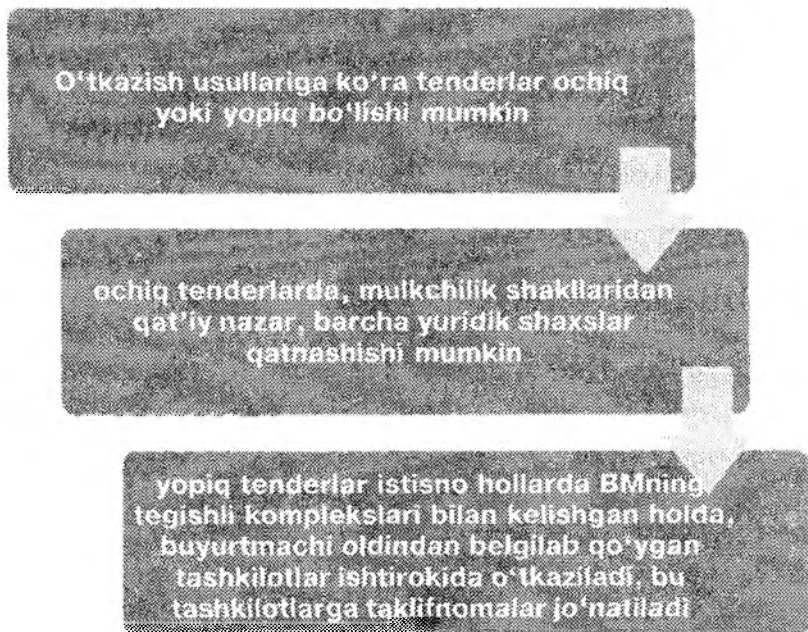 O‘tkazish usullariga ko‘ra tenderlar ochiq
yoki yopiq bo‘lishi mumkin
ochiq tenderlarda, mulkchilik shakllaridan
qat’iy nazar, barcha yuridik shaxslar
qatnashishi mumkin
yopiq tenderlar istisno hollarda BMning
tegishli komplekslari bilan kelishgan holda,
buyurtmachi oldindan belgilab qo‘ygan
tashkilotlar ishtirokida o‘tkaziladi, bu
tashkilotlarga taklifnomalar jo‘natiladi